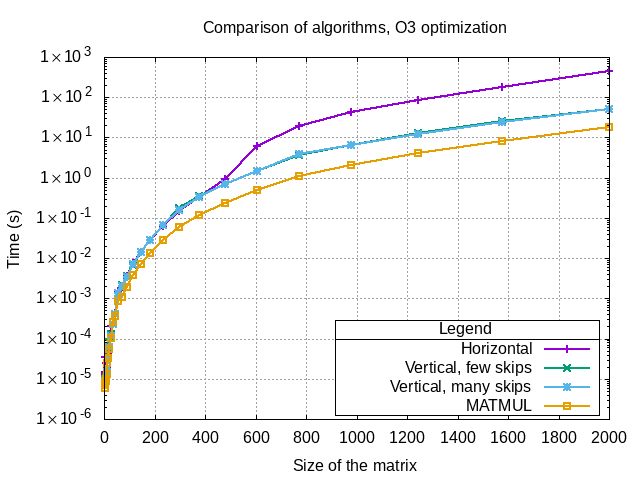 Comparison of algorithms, O3 optimization
1×10^3
1×10^2
1×10^1
1×10^0
1×10^-1
1×10^-2
1×10^-3
1×10^-4
1×10^-5
1×10^-6
Time (s)
Legend
Horizontal
Vertical, few skips
Vertical, many skips
MATMUL
0 200 400 600 800 1000 1200 1400 1600 1800 2000
Size of the matrix